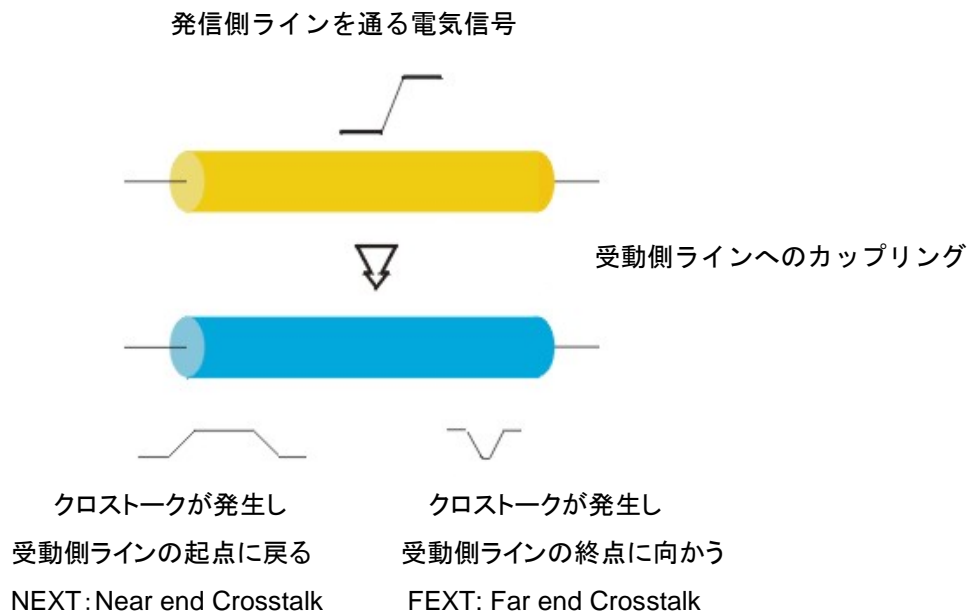 発信側ラインを通る電気信号
受動側ラインへのカップリング
クロストークが発生し
受動側ラインの起点に戻る
NEXT：Near end Crosstalk
クロストークが発生し
受動側ラインの終点に向かう
FEXT: Far end Crosstalk